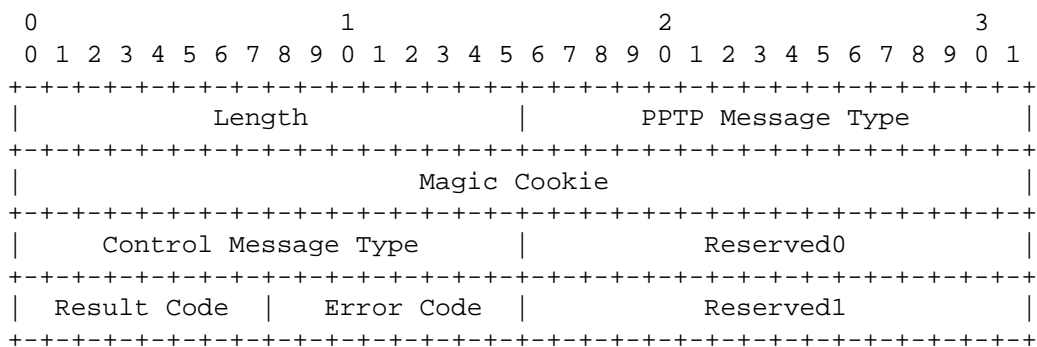 0 1 2 3
0 1 2 3 4 5 6 7 8 9 0 1 2 3 4 5 6 7 8 9 0 1 2 3 4 5 6 7 8 9 0 1
+-+-+-+-+-+-+-+-+-+-+-+-+-+-+-+-+-+-+-+-+-+-+-+-+-+-+-+-+-+-+-+-+
| Length | PPTP Message Type |
+-+-+-+-+-+-+-+-+-+-+-+-+-+-+-+-+-+-+-+-+-+-+-+-+-+-+-+-+-+-+-+-+
| Magic Cookie |
+-+-+-+-+-+-+-+-+-+-+-+-+-+-+-+-+-+-+-+-+-+-+-+-+-+-+-+-+-+-+-+-+
| Control Message Type | Reserved0 |
+-+-+-+-+-+-+-+-+-+-+-+-+-+-+-+-+-+-+-+-+-+-+-+-+-+-+-+-+-+-+-+-+
| Result Code | Error Code | Reserved1 |
+-+-+-+-+-+-+-+-+-+-+-+-+-+-+-+-+-+-+-+-+-+-+-+-+-+-+-+-+-+-+-+-+